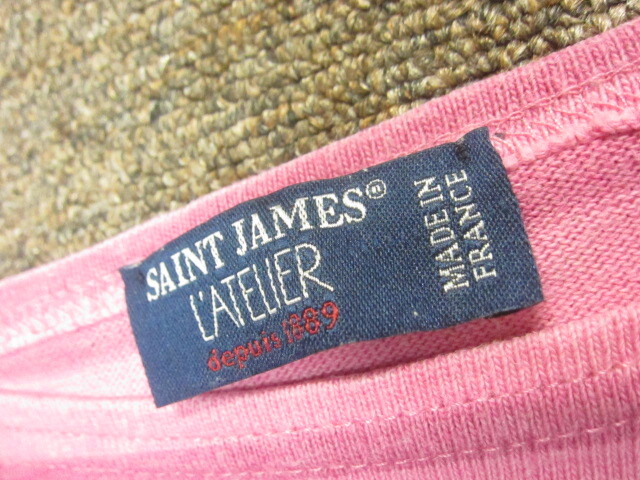 SAINT JAMES®
L'ATELIER
depuis 1889
MADE IN
FRANCE